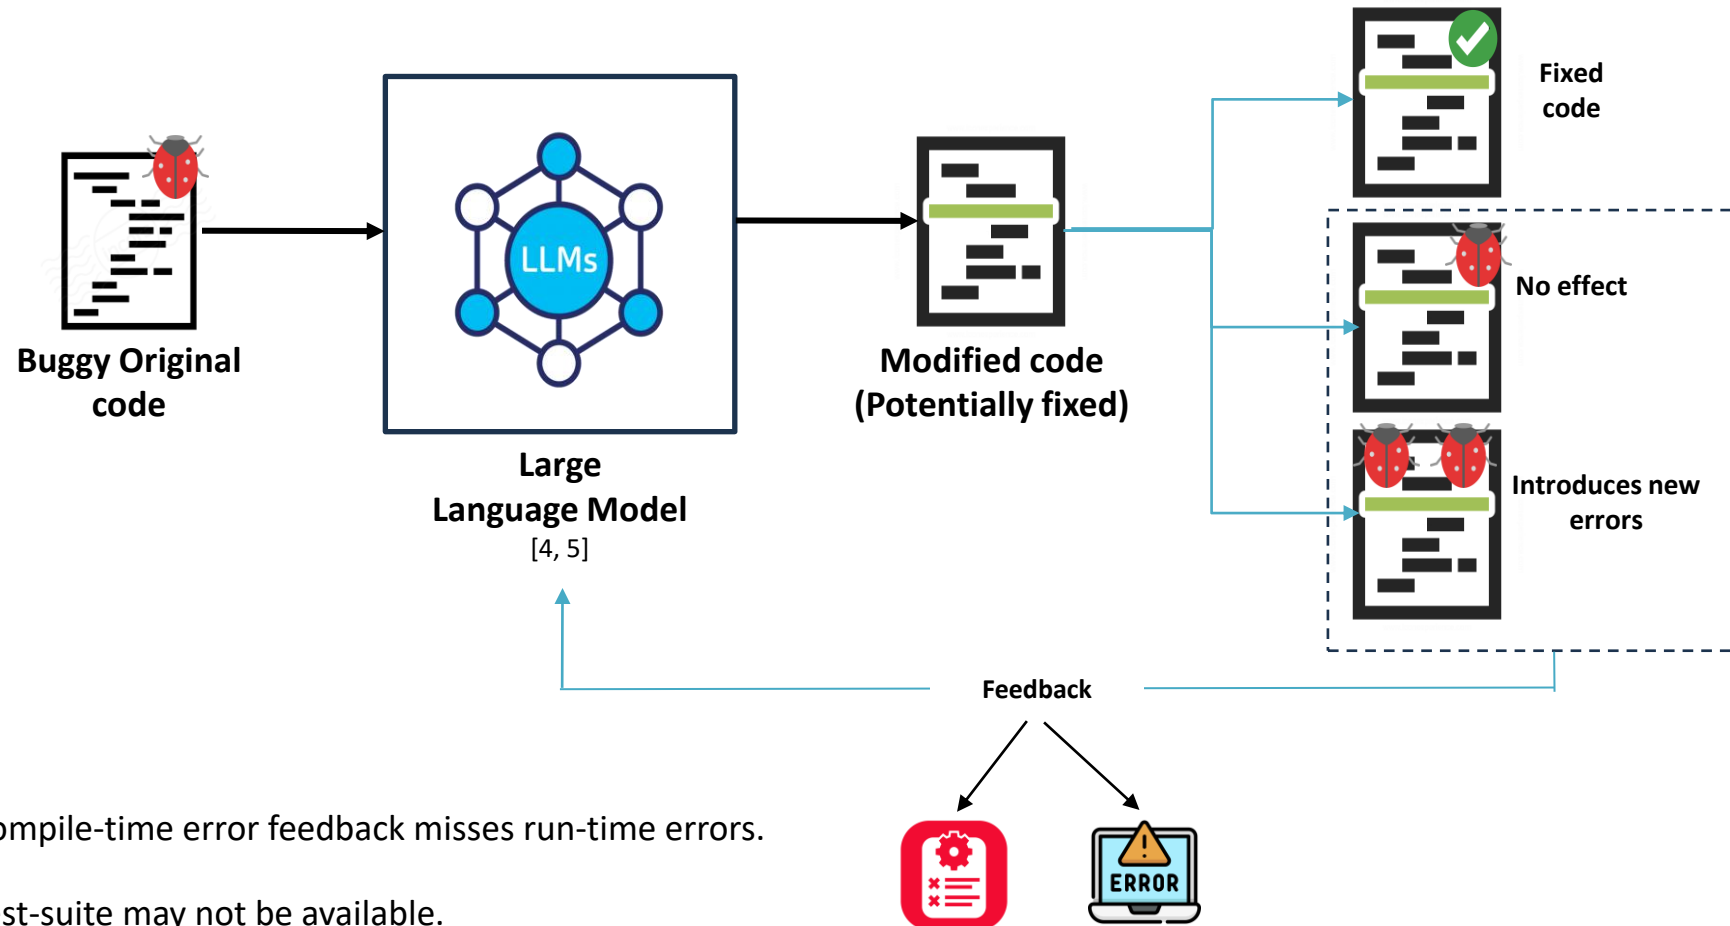 Fixed
code
LLMs
No effect
Buggy Original
code
Modified code
(Potentially fixed)
Large
Language Model
[4, 5]
Introduces new
errors
Feedback
ompile-time error feedback misses run-time errors.
ERROR
st-suite may not be available.